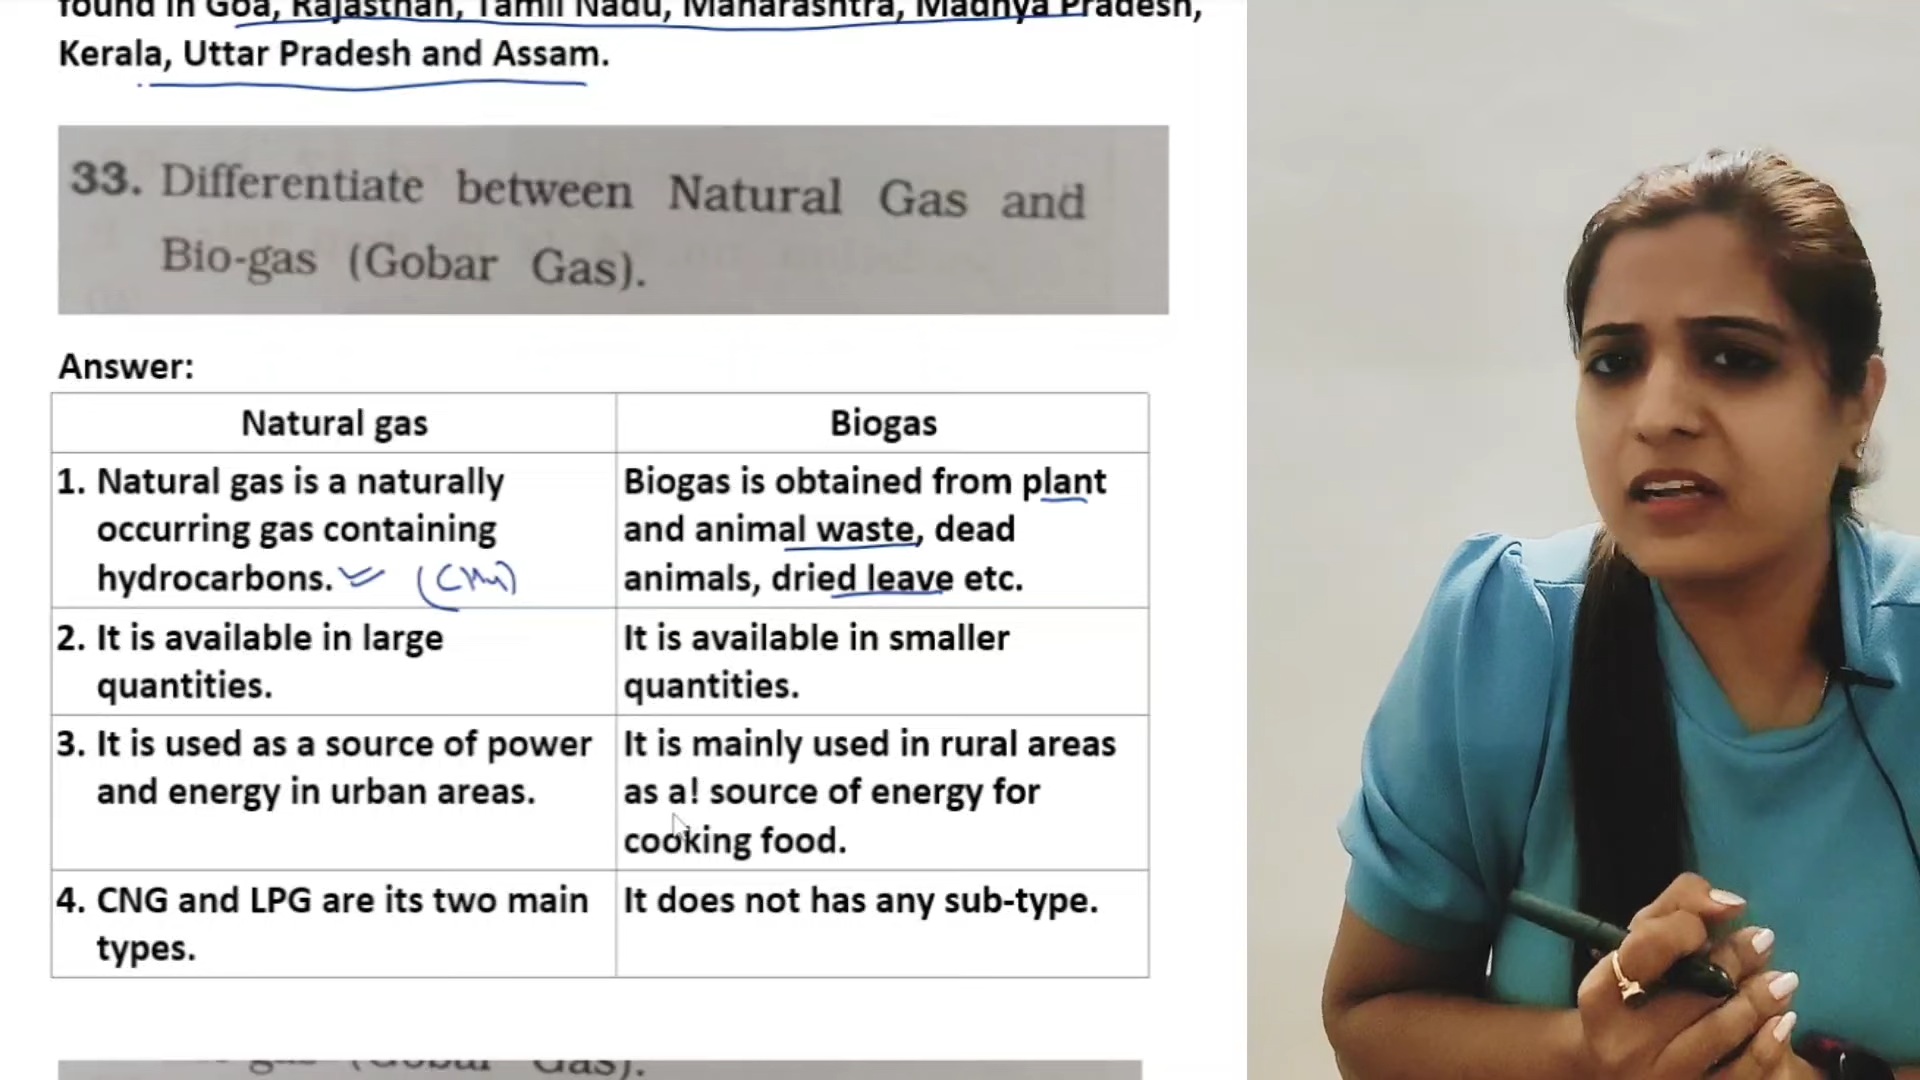 found in Goa, Rajasthan, Tamil Nadu, Maharashtra, Madhya Pradesh,
Kerala, Uttar Pradesh and Assam.
33. Differentiate between Natural Gas and
Bio-gas (Gobar Gas).
Answer:
Natural gas
Biogas
1. Natural gas is a naturally
occurring gas containing
hydrocarbons.
Biogas is obtained from plant
and animal waste, dead
animals, dried leave etc.
2. It is available in large
quantities.
It is available in smaller
quantities.
3. It is used as a source of power
and energy in urban areas.
It is mainly used in rural areas
as a! source of energy for
cooking food.
4. CNG and LPG are its two main
types.
It does not has any sub-type.
gas (Gobar Gas).